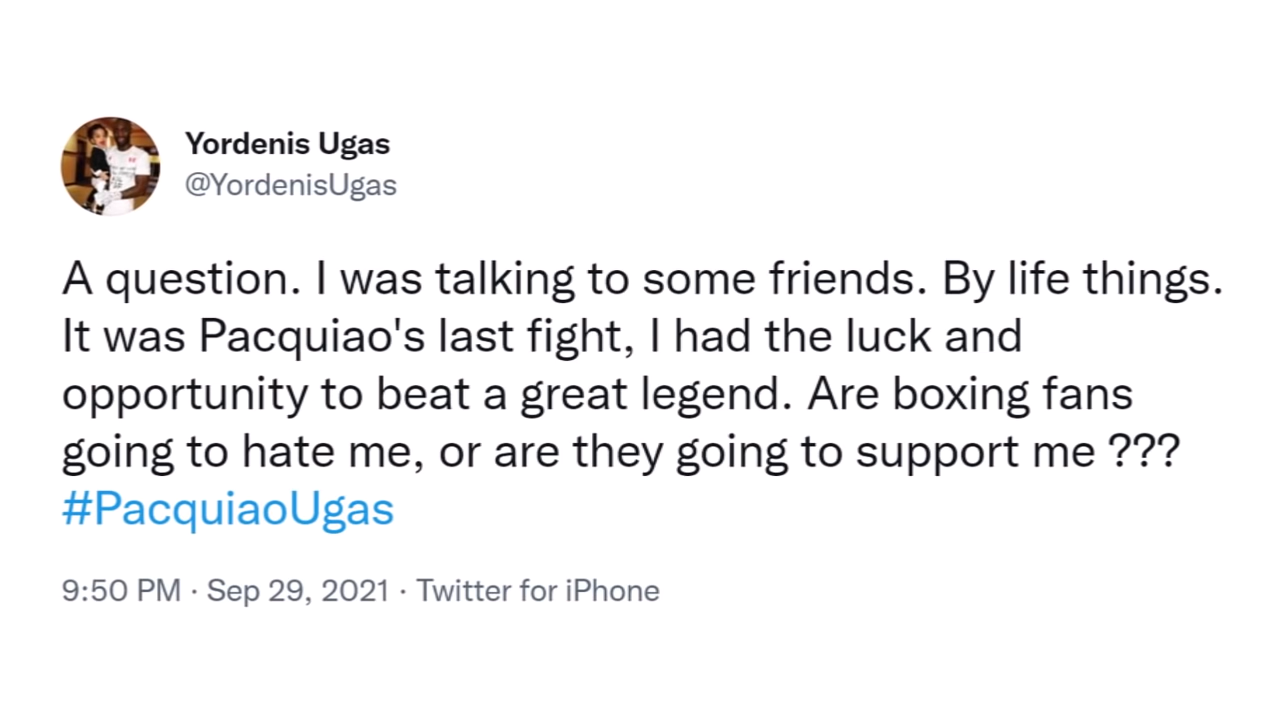 Yordenis Ugas
@YordenisUgas
A question. I was talking to some friends. By life things.
It was Pacquiao's last fight, I had the luck and
opportunity to beat a great legend. Are boxing fans
going to hate me, or are they going to support me ???
#PacquiaoUgas
9:50 PM · Sep 29, 2021 · Twitter for iPhone